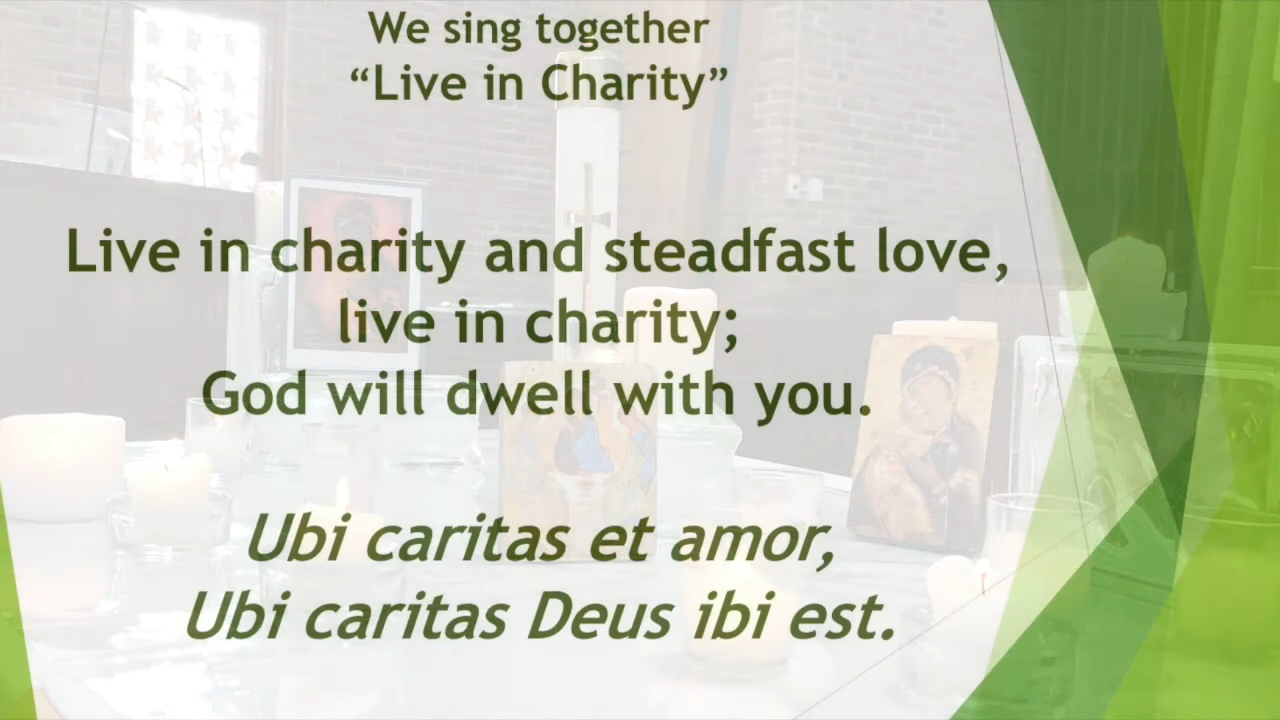 We sing together
“Live in Charity”
Live in charity and steadfast love,
live in charity;
God will dwell with you.
Ubi caritas et amor,
Ubi caritas Deus ibi est.